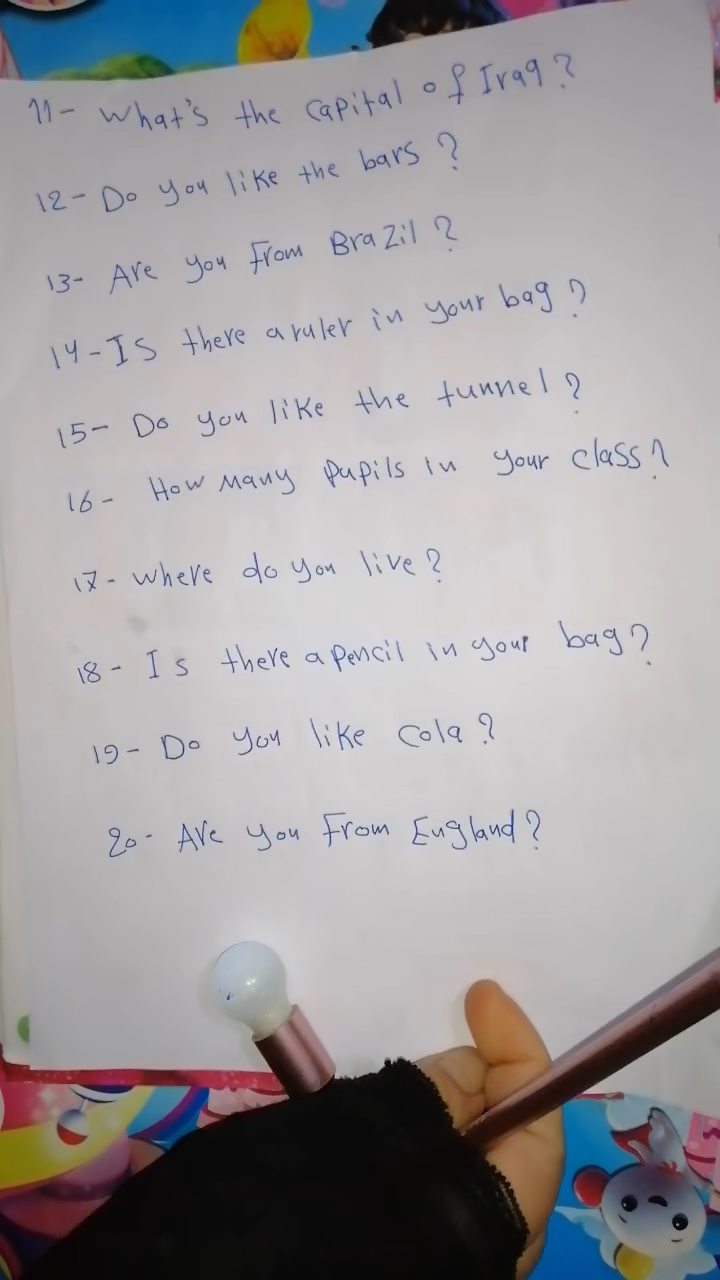 11- What's the capital of Iraq?
12- Do you like the bars?
13- Are you From Brazil?
14- Is there a ruler in your bag?
15- Do you like the tunnel?
16- How many pupils in your class?
17- where do you live?
18- Is there a pencil in your bag?
19- Do you like cola?
20- Are you From England?